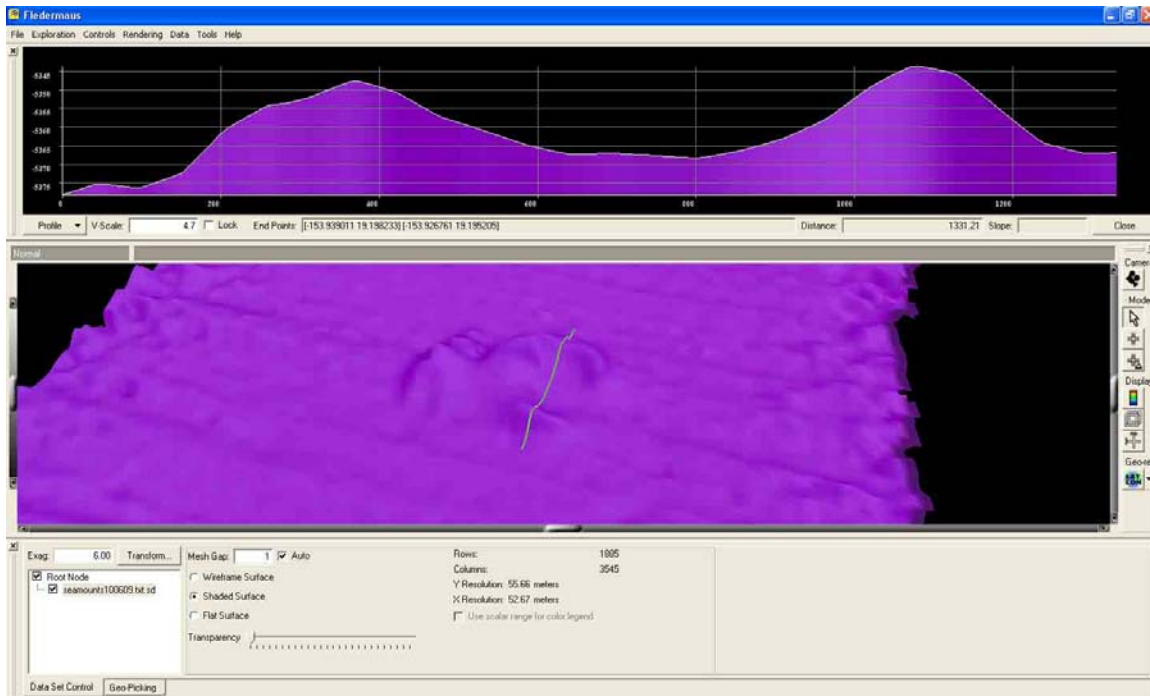 Fledermaus
File Exploration Controls Rendering Data Tools Help
-5345
-5350
-5355
-5360
-5365
-5370
-5375
0 200 400 600 800 1000 1200
Profile V-Scale: 4.7 Lock End Points: [-153.939011 19.198233] [-153.926761 19.195205] Distance: 1331.21 Slope: Close
Normal
Camer
Mode
Display
Geo-re
Exag: 6.00 Transform... Mesh Gap: 1 Auto Rows: 1805
Root Node Wireframe Surface Columns: 3545
seamounts100609.txt.sd Shaded Surface Y Resolution: 55.66 meters
Flat Surface X Resolution: 52.67 meters
Transparency Use scalar range for color legend
Data Set Control Geo-Picking